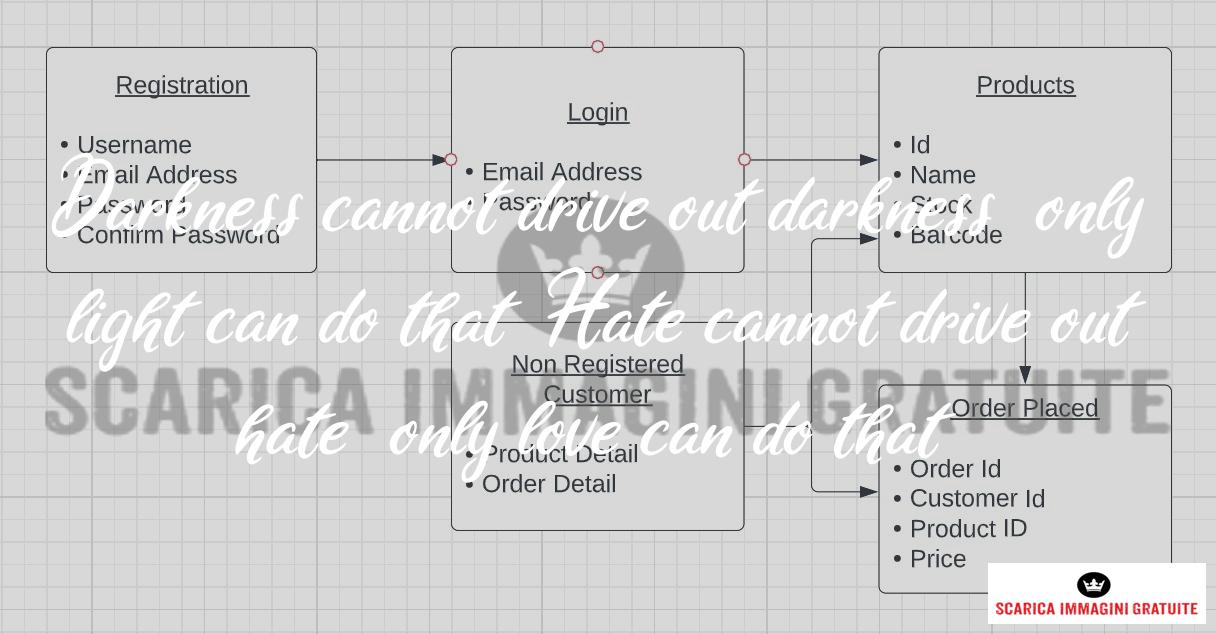 Registration
• Username
• Email Address
• Password
• Confirm Password
Login
• Email Address
• Password
Products
• Id
• Name
• Stock
• Barcode
Darkness cannot drive out darkness only
light can do that Hate cannot drive out
hate only love can do that
SCARICA IMMAGINI GRATUITE
Non Registered
Customer
• Product Detail
• Order Detail
Order Placed
• Order Id
• Customer Id
• Product ID
• Price
SCARICA IMMAGINI GRATUITE